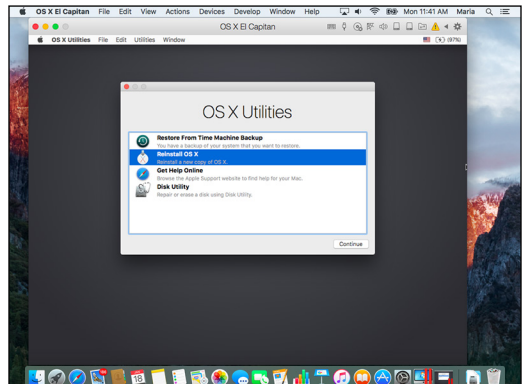 OS X El Capitan File Edit View Actions Devices Develop Window Help Mon 11:41 AM Maria
OS X El Capitan
OS X Utilities File Edit Utilities Window (97%)
OS X Utilities
Restore From Time Machine Backup
You have a backup of your system that you want to restore.
Reinstall OS X
Reinstall a new copy of OS X.
Get Help Online
Browse the Apple Support website to find help for your Mac.
Disk Utility
Repair or erase a disk using Disk Utility.
Continue
18